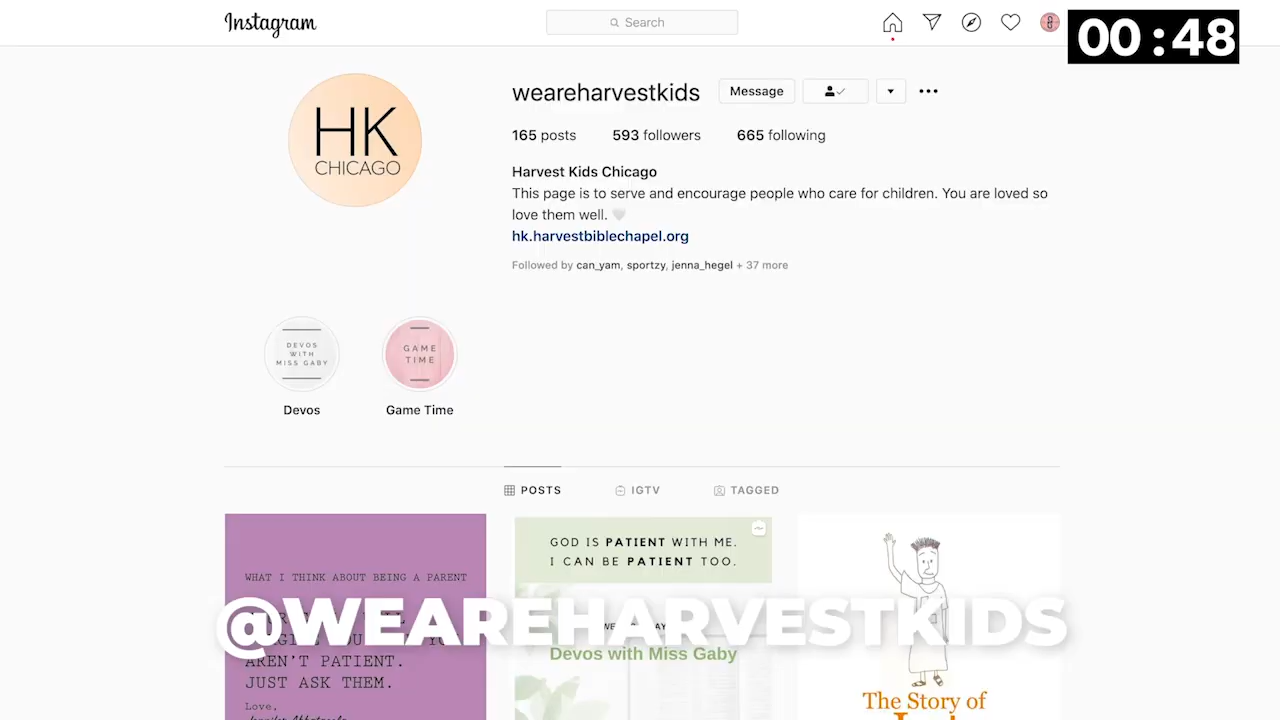 Instagram
Search
00:48
HK
CHICAGO
weareharvestkids
Message
165 posts 593 followers 665 following
Harvest Kids Chicago
This page is to serve and encourage people who care for children. You are loved so
love them well.
hk.harvestbiblechapel.org
Followed by can_yam, sportzy, jenna_hegel + 37 more
DEVOS
WITH
MISS GABY
GAME
TIME
Devos
Game Time
POSTS
IGTV
TAGGED
WHAT I THINK ABOUT BEING A PARENT
AREN'T PATIENT.
JUST ASK THEM.
Love,
GOD IS PATIENT WITH ME.
I CAN BE PATIENT TOO.
Devos with Miss Gaby
The Story of
@WEAREHARVESTKIDS